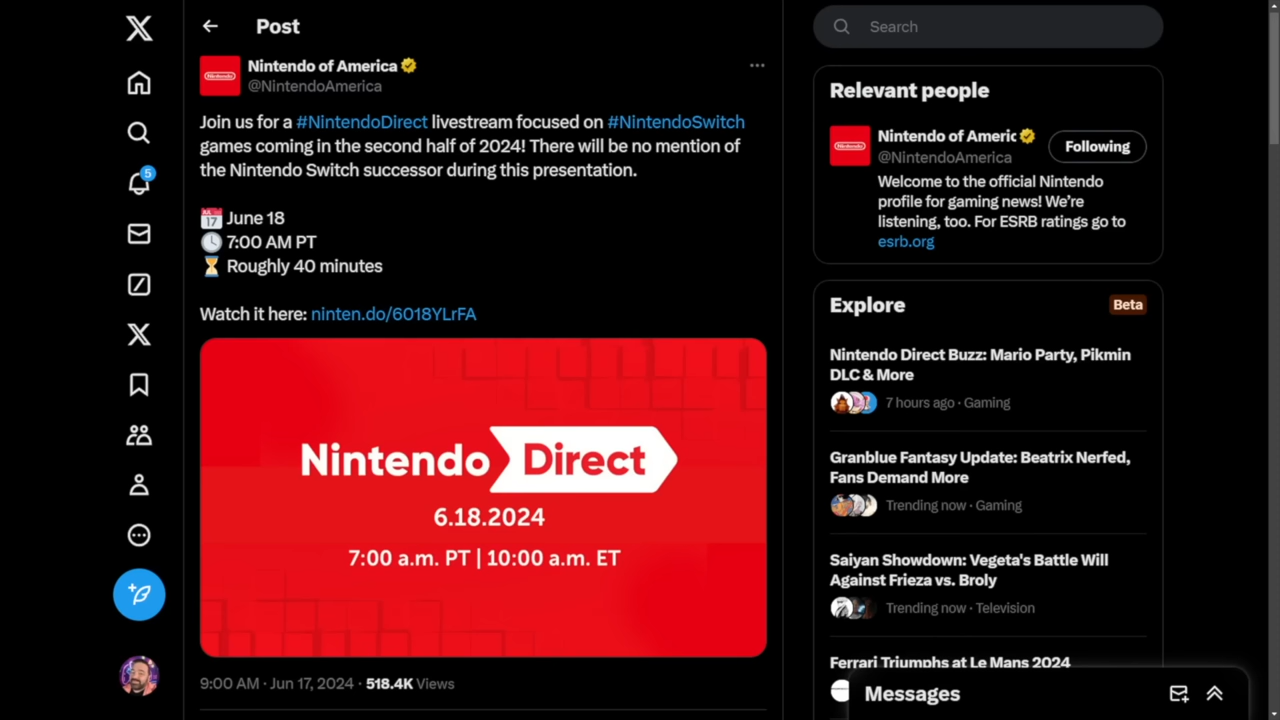 Post
Nintendo of America
@NintendoAmerica
Join us for a #NintendoDirect livestream focused on #NintendoSwitch
games coming in the second half of 2024! There will be no mention of
the Nintendo Switch successor during this presentation.
JUL 17 June 18
7:00 AM PT
Roughly 40 minutes
Watch it here: ninten.do/6018YLrFA
Nintendo Direct
6.18.2024
7:00 a.m. PT | 10:00 a.m. ET
9:00 AM · Jun 17, 2024 · 518.4K Views
5
Search
Relevant people
Nintendo of Americ
Following
@NintendoAmerica
Welcome to the official Nintendo
profile for gaming news! We’re
listening, too. For ESRB ratings go to
esrb.org
Explore
Beta
Nintendo Direct Buzz: Mario Party, Pikmin
DLC & More
7 hours ago · Gaming
Granblue Fantasy Update: Beatrix Nerfed,
Fans Demand More
Trending now · Gaming
Saiyan Showdown: Vegeta's Battle Will
Against Frieza vs. Broly
Trending now · Television
Ferrari Triumphs at Le Mans 2024
Messages
Nintendo
Nintendo